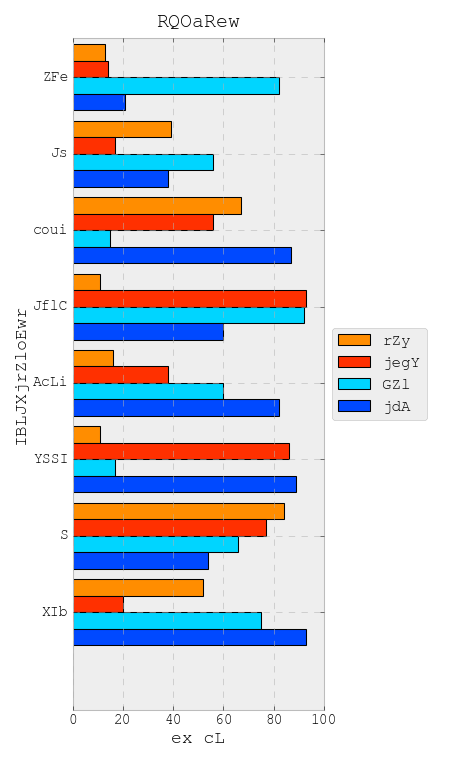 RQOaRew
IBLJXjrZloEwr
ZFe
Js
coui
JflC
AcLi
YSSI
S
XIb
0 20 40 60 80 100
ex cL
rZy
jegY
GZl
jdA